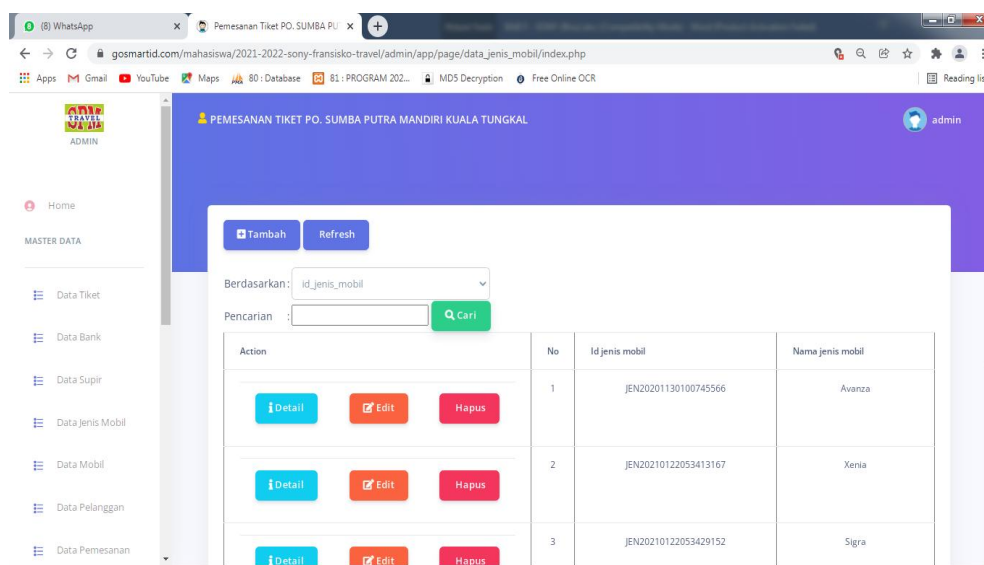 (8) WhatsApp
Pemesanan Tiket PO. SUMBA PU
gosmartid.com/mahasiswa/2021-2022-sony-fransisko-travel/admin/app/page/data_jenis_mobil/index.php
Apps Gmail YouTube Maps 80 : Database 81 : PROGRAM 202... MD5 Decryption Free Online OCR Reading lis
SPM
TRAVEL
ADMIN
PEMESANAN TIKET PO. SUMBA PUTRA MANDIRI KUALA TUNGKAL
admin
Home
MASTER DATA
Data Tiket
Data Bank
Data Supir
Data Jenis Mobil
Data Mobil
Data Pelanggan
Data Pemesanan
Tambah Refresh
Berdasarkan : id_jenis_mobil
Pencarian : Cari
Action No Id jenis mobil Nama jenis mobil
Detail Edit Hapus 1 JEN20201130100745566 Avanza
Detail Edit Hapus 2 JEN20210122053413167 Xenia
Detail Edit Hapus 3 JEN20210122053429152 Sigra